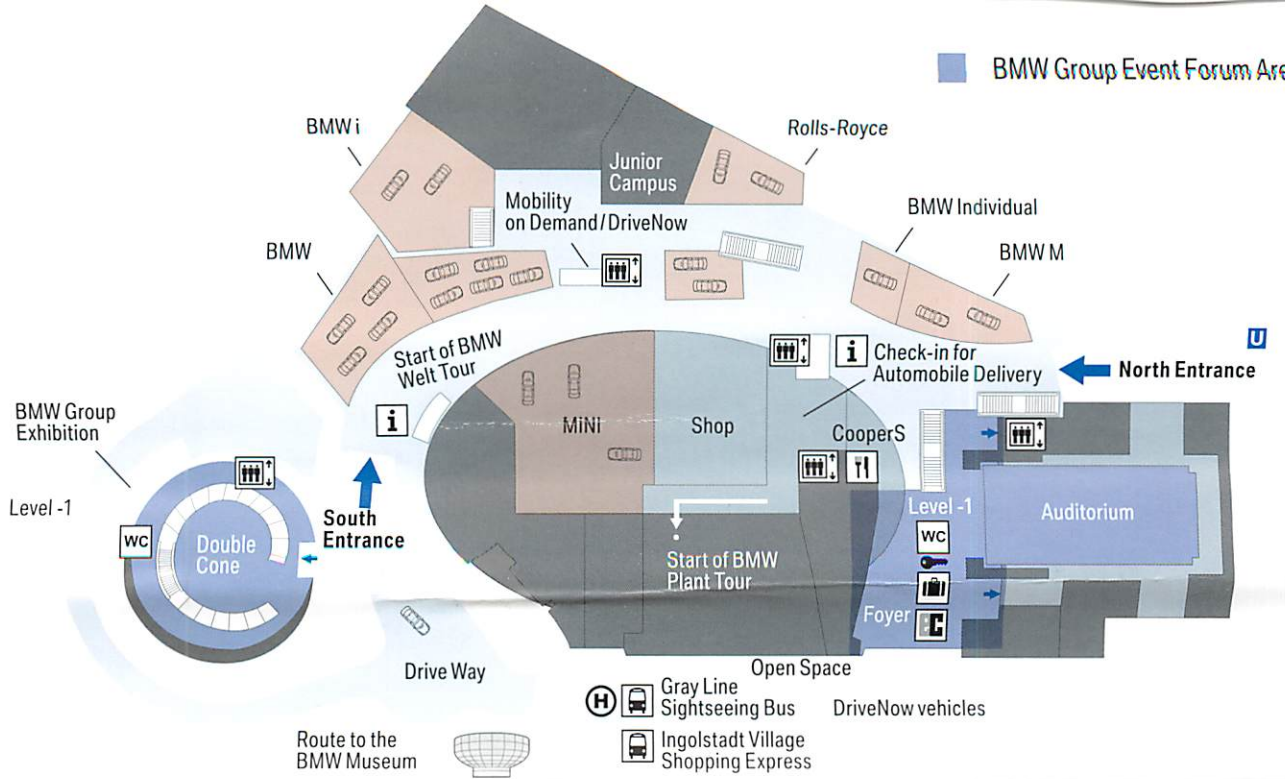 BMW Group Event Forum Are
BMW i
Rolls-Royce
Junior
Campus
Mobility
on Demand/DriveNow
BMW Individual
BMW
BMW M
U
Start of BMW
Welt Tour
i
Check-in for
Automobile Delivery
North Entrance
BMW Group
Exhibition
i
MiNi
Shop
CooperS
Level -1
South
Entrance
Level -1
Auditorium
WC
Double
Cone
WC
Start of BMW
Plant Tour
Foyer
Drive Way
Open Space
H
Gray Line
Sightseeing Bus
DriveNow vehicles
Route to the
BMW Museum
Ingolstadt Village
Shopping Express